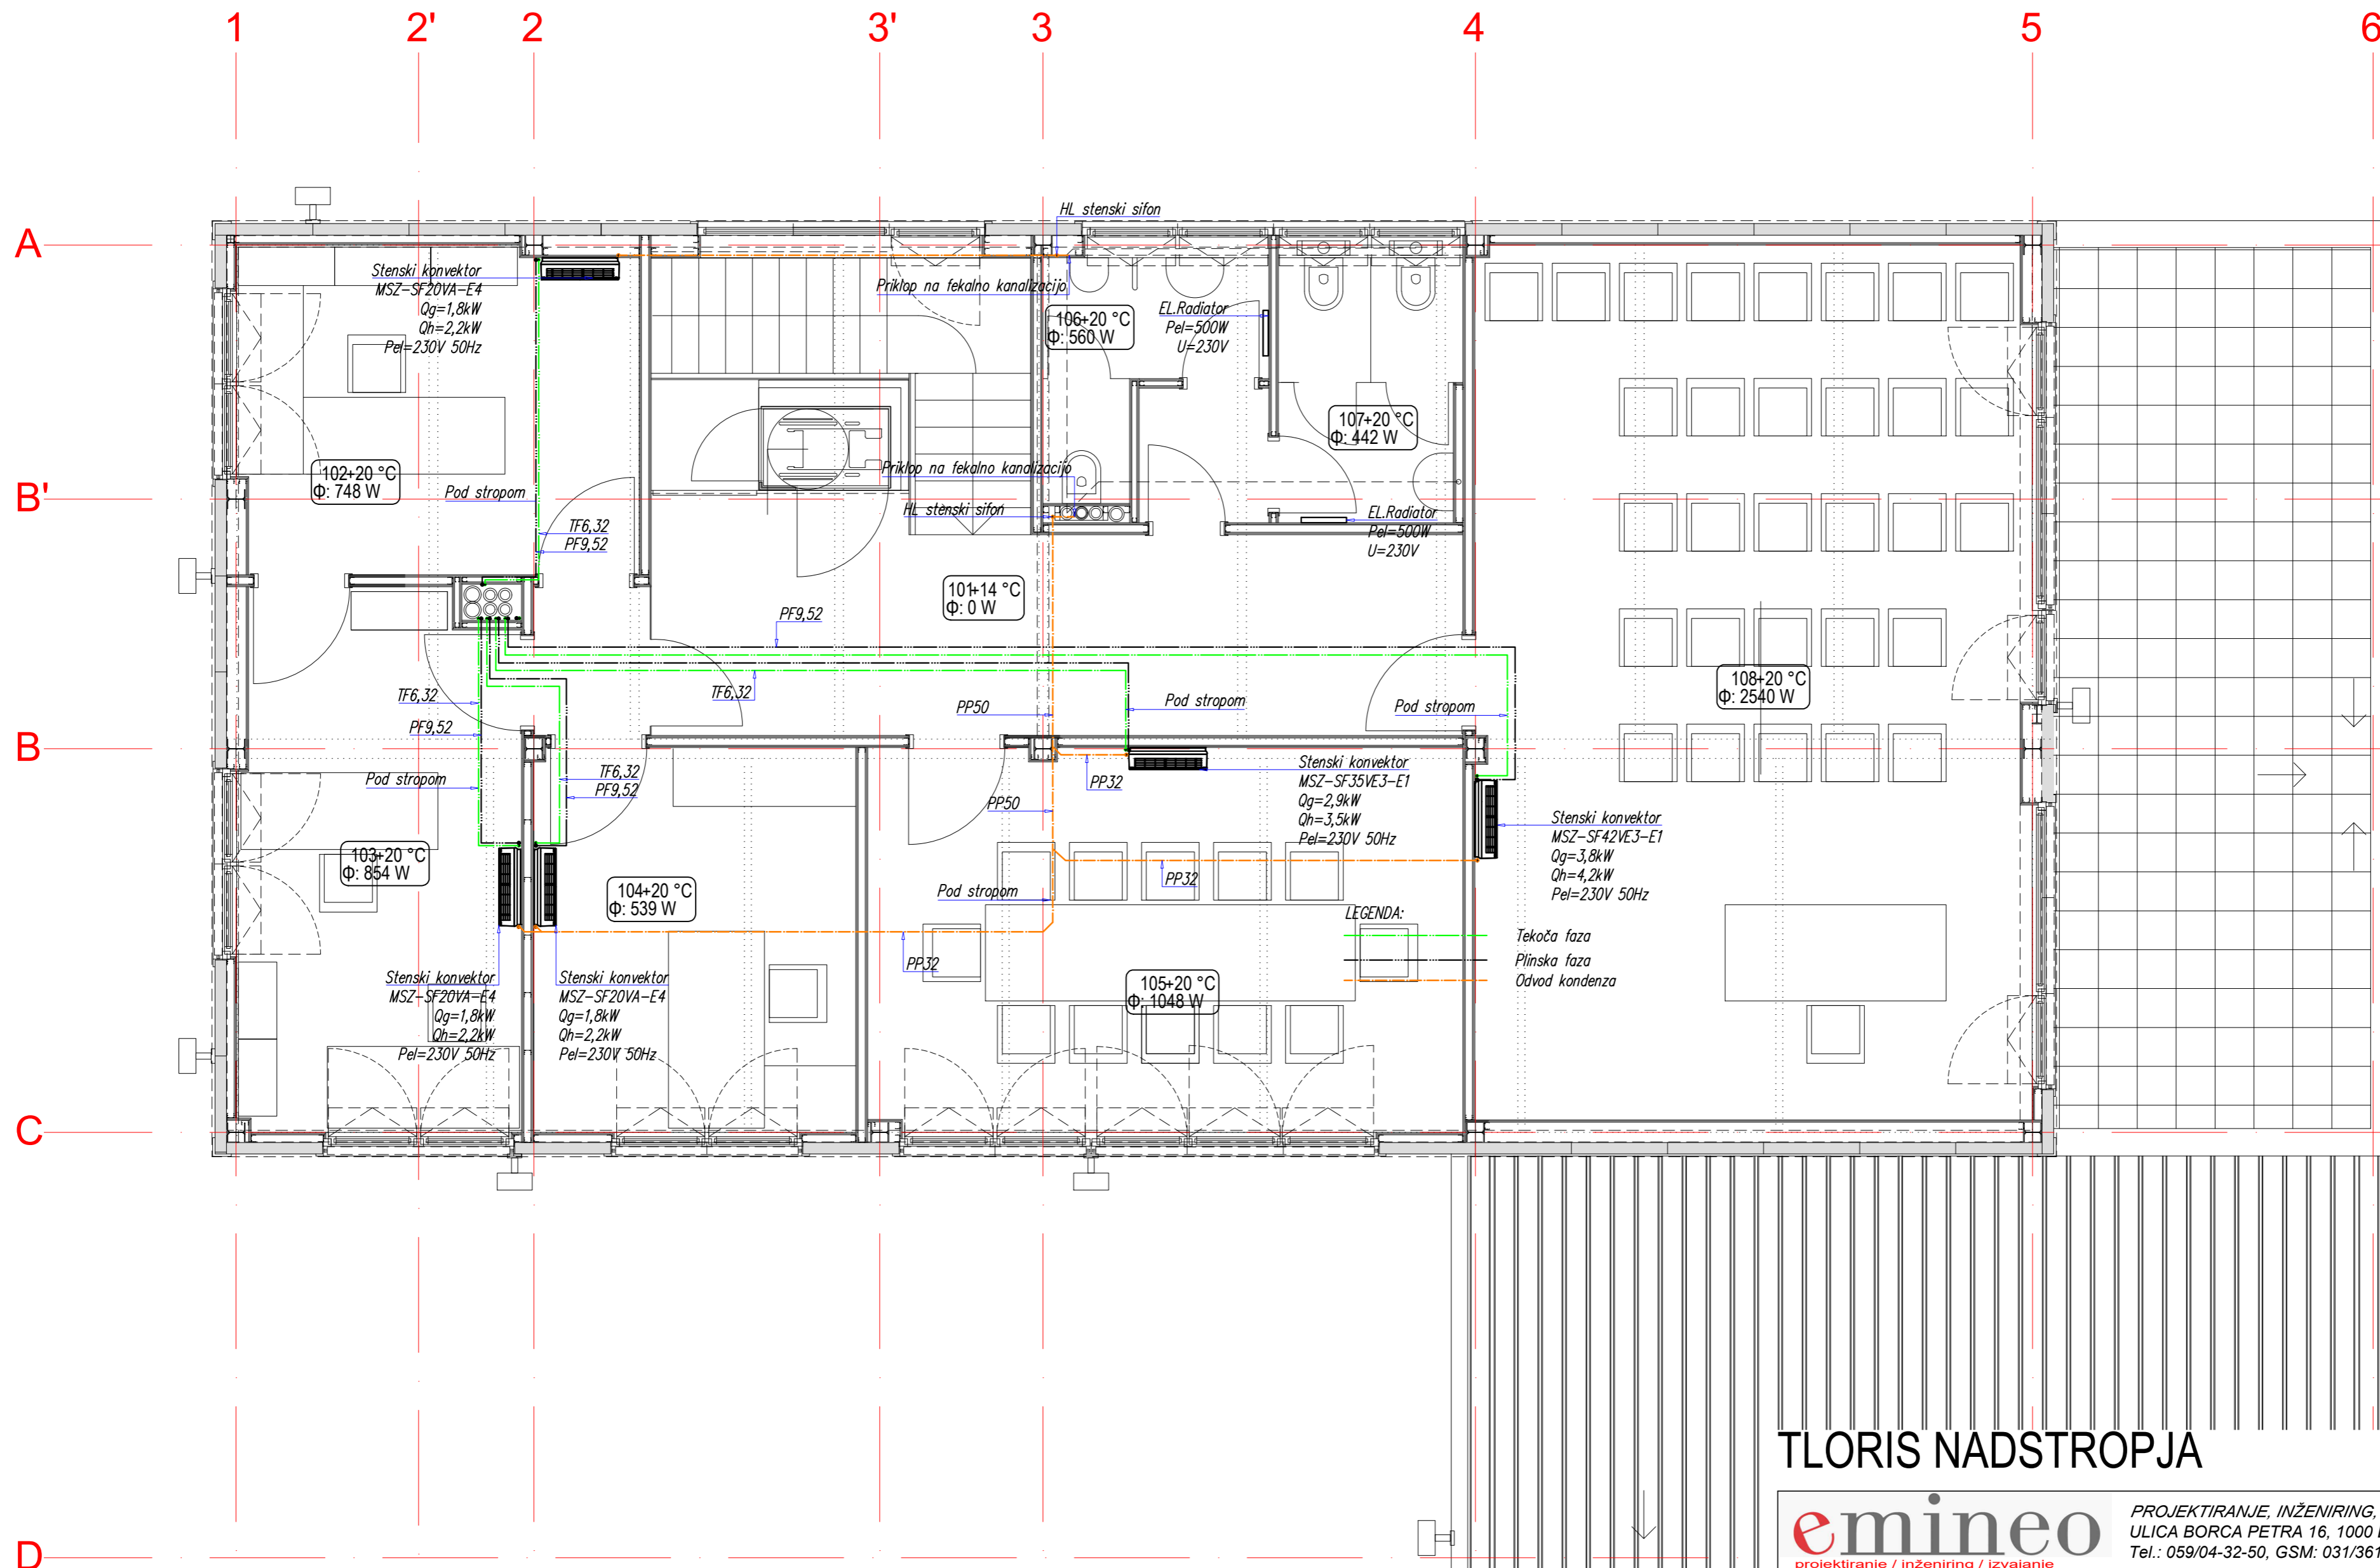 1 2' 2 3' 3 4 5 6
A
B'
B
C
D
HL stenski sifon
Stenski konvektor
MSZ-SF20VA-E4
Qg=1,8kW
Qh=2,2kW
Pel=230V 50Hz
Priklop na fekalno kanalizacijo
106+20 °C
Φ: 560 W
EL.Radiator
Pel=500W
U=230V
107+20 °C
Φ: 442 W
102+20 °C
Φ: 748 W
Pod stropom
Priklop na fekalno kanalizacijo
HL stenski sifon
TF6,32
PF9,52
EL.Radiator
Pel=500W
U=230V
101+14 °C
Φ: 0 W
PF9,52
TF6,32
PF9,52
TF6,32
PP50
Pod stropom
Pod stropom
108+20 °C
Φ: 2540 W
Pod stropom
TF6,32
PF9,52
PP32
PP50
Stenski konvektor
MSZ-SF35VE3-E1
Qg=2,9kW
Qh=3,5kW
Pel=230V 50Hz
Stenski konvektor
MSZ-SF42VE3-E1
Qg=3,8kW
Qh=4,2kW
Pel=230V 50Hz
103+20 °C
Φ: 854 W
104+20 °C
Φ: 539 W
Pod stropom
PP32
LEGENDA:
Tekoča faza
Plinska faza
Odvod kondenza
PP32
105+20 °C
Φ: 1048 W
Stenski konvektor
MSZ-SF20VA-E4
Qg=1,8kW
Qh=2,2kW
Pel=230V 50Hz
Stenski konvektor
MSZ-SF20VA-E4
Qg=1,8kW
Qh=2,2kW
Pel=230V 50Hz
TLORIS NADSTROPJA
emineo
projektiranje / inženiring / izvajanje
PROJEKTIRANJE, INŽENIRING,
ULICA BORCA PETRA 16, 1000
Tel.: 059/04-32-50, GSM: 031/361